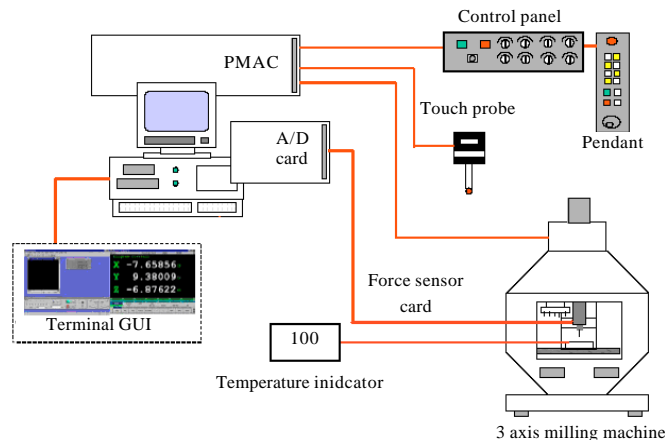 Control panel
PMAC
Touch probe
A/D
card
Pendant
X -7.65856
Y 9.38009
Z -6.87622
Terminal GUI
Force sensor
card
100
Temperature inidcator
3 axis milling machine